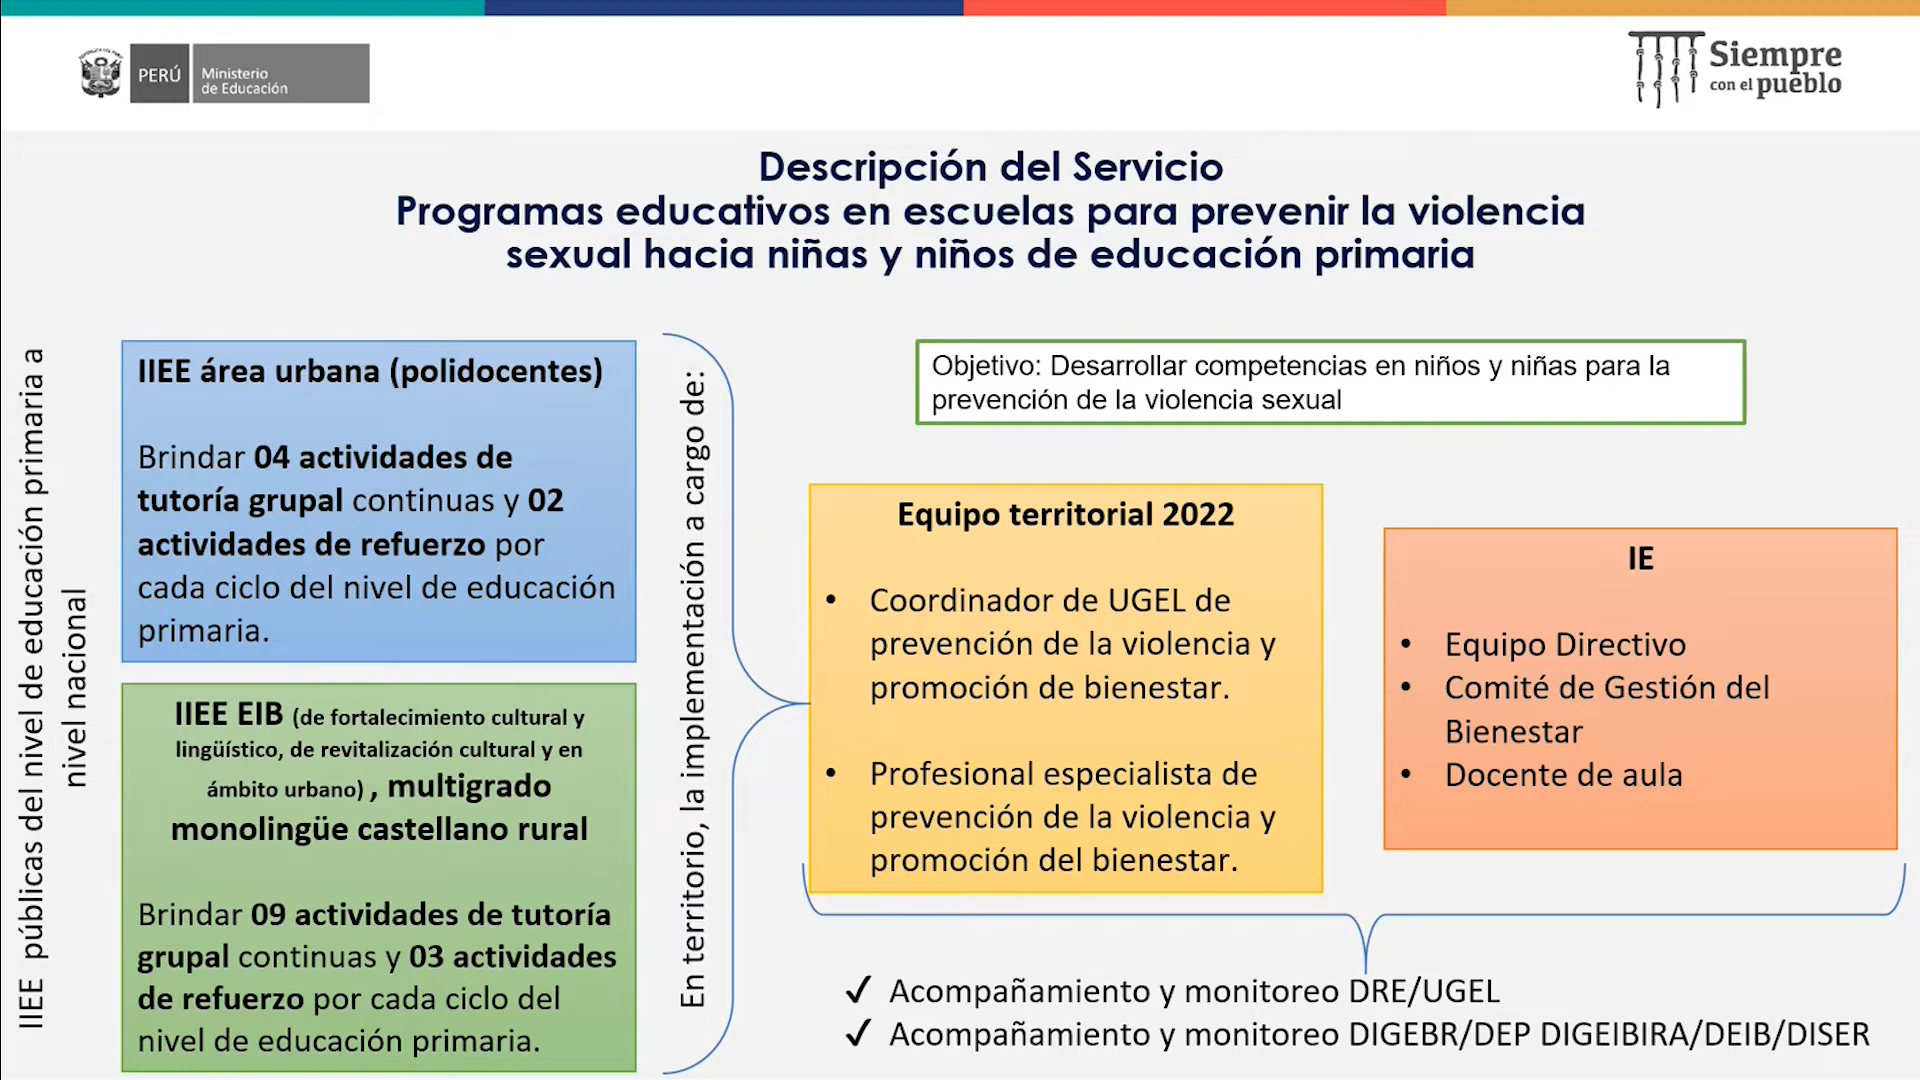 PERÚ
Ministerio
de Educación
Siempre
con el pueblo
Descripción del Servicio
Programas educativos en escuelas para prevenir la violencia
sexual hacia niñas y niños de educación primaria
IIEE públicas del nivel de educación primaria a
nivel nacional
IIEE área urbana (polidocentes)
Brindar 04 actividades de
tutoría grupal continuas y 02
actividades de refuerzo por
cada ciclo del nivel de educación
primaria.
IIEE EIB (de fortalecimiento cultural y
lingüístico, de revitalización cultural y en
ámbito urbano) , multigrado
monolingüe castellano rural
Brindar 09 actividades de tutoría
grupal continuas y 03 actividades
de refuerzo por cada ciclo del
nivel de educación primaria.
En territorio, la implementación a cargo de:
Objetivo: Desarrollar competencias en niños y niñas para la
prevención de la violencia sexual
Equipo territorial 2022
• Coordinador de UGEL de
prevención de la violencia y
promoción de bienestar.
• Profesional especialista de
prevención de la violencia y
promoción del bienestar.
IE
• Equipo Directivo
• Comité de Gestión del
Bienestar
• Docente de aula
✓ Acompañamiento y monitoreo DRE/UGEL
✓ Acompañamiento y monitoreo DIGEBR/DEP DIGEIBIRA/DEIB/DISER